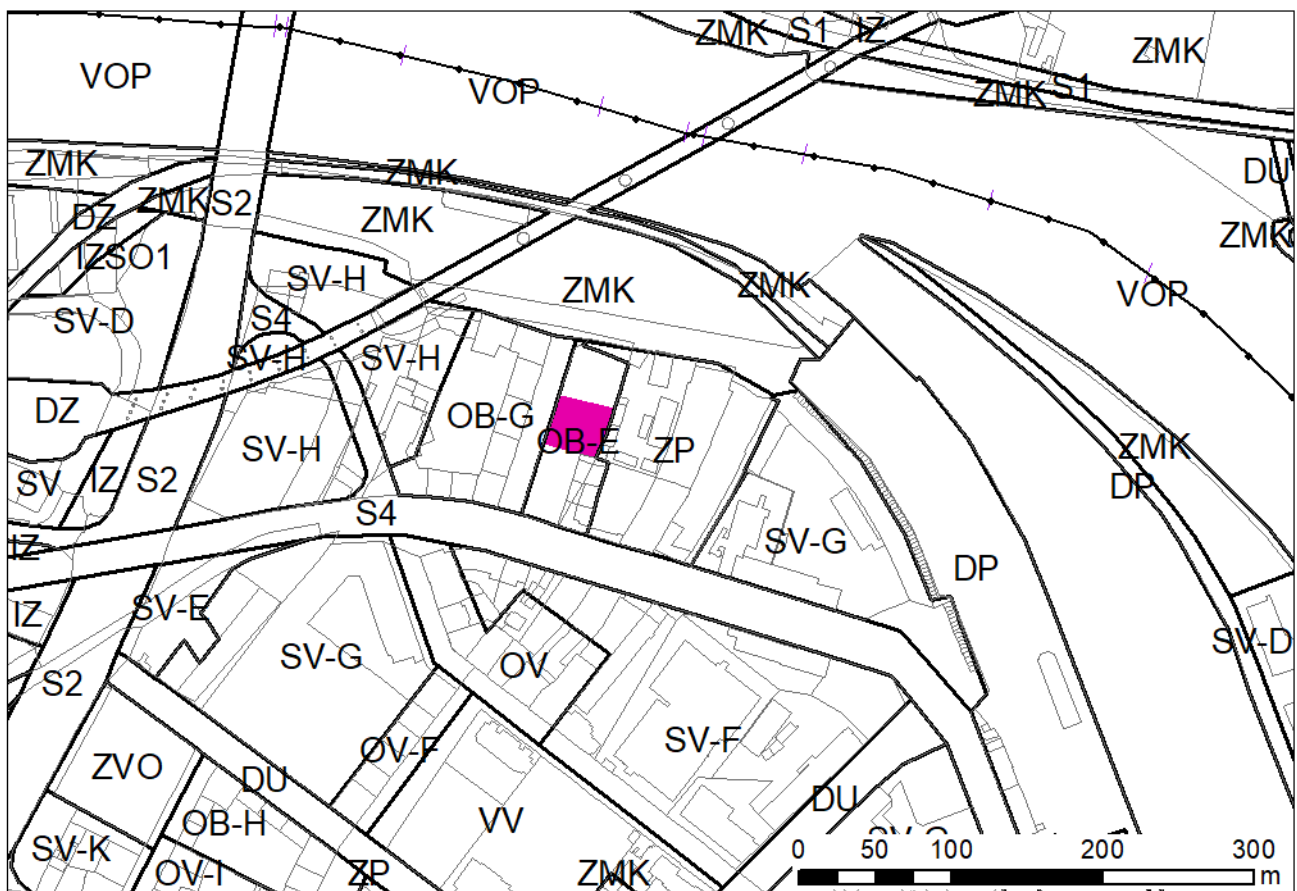 ZMK
S1
IZ
ZMK
VOP
VOP
ZMK
S1
ZMK
ZMK
ZMK
S2
DZ
IZ
SO1
ZMK
ZMK
DU
ZMK
SV-H
ZMK
ZMK
VOP
SV-D
S4
SV-H
SV-H
DZ
OB-G
OB-E
ZP
ZMK
SV-H
SV
IZ
S2
DP
S4
SV-G
IZ
DP
IZ
SV-E
SV-D
SV-G
OV
S2
SV-F
OV-F
ZVO
DU
DU
OB-H
VV
SV-K
OV-I
ZP
ZMK
0 50 100 200 300
m